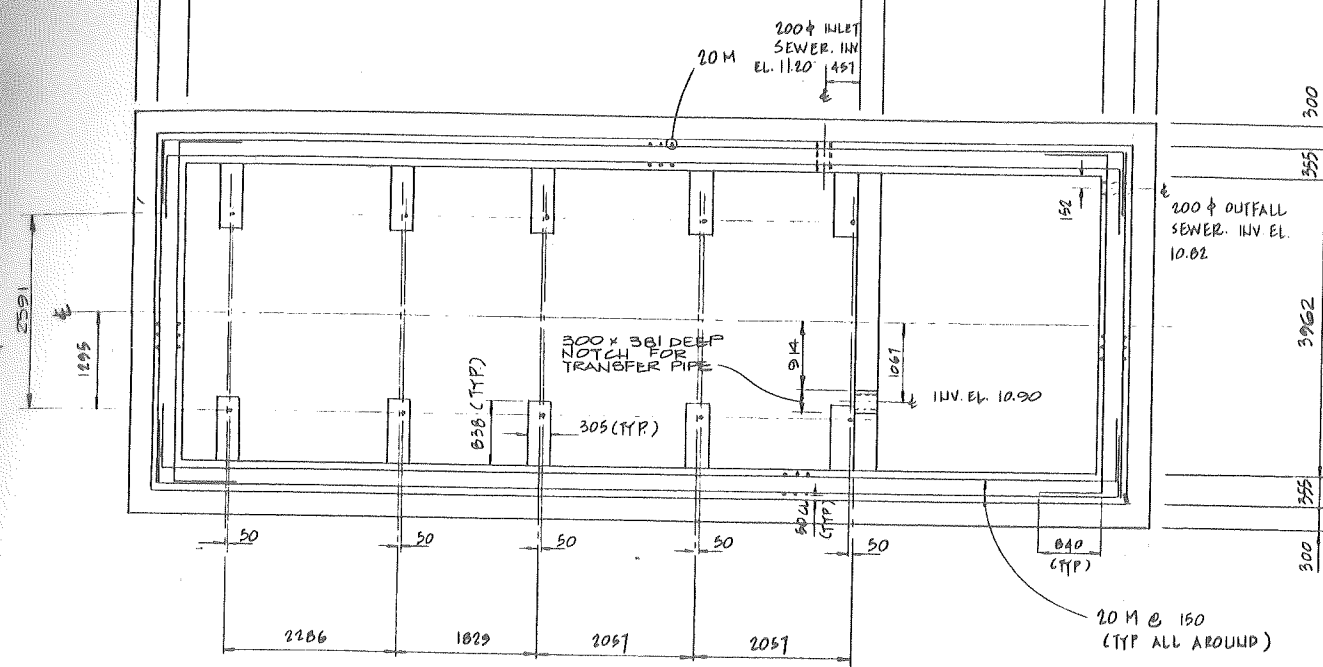 200 ϕ INLET
SEWER. INV
EL. 11.20
457
20 M
℄
300
355
152
℄
200 ϕ OUTFALL
SEWER. INV EL.
10.82
2591
℄
1295
3962
300 x 381 DEEP
NOTCH FOR
TRANSFER PIPE
914
1067
℄ INV. EL. 10.90
838 (TYP.)
305 (TYP.)
50 CL
(TYP)
355
50
50
50
50
50
840
(TYP)
300
2286
1829
2057
2057
20 M @ 150
(TYP ALL AROUND)